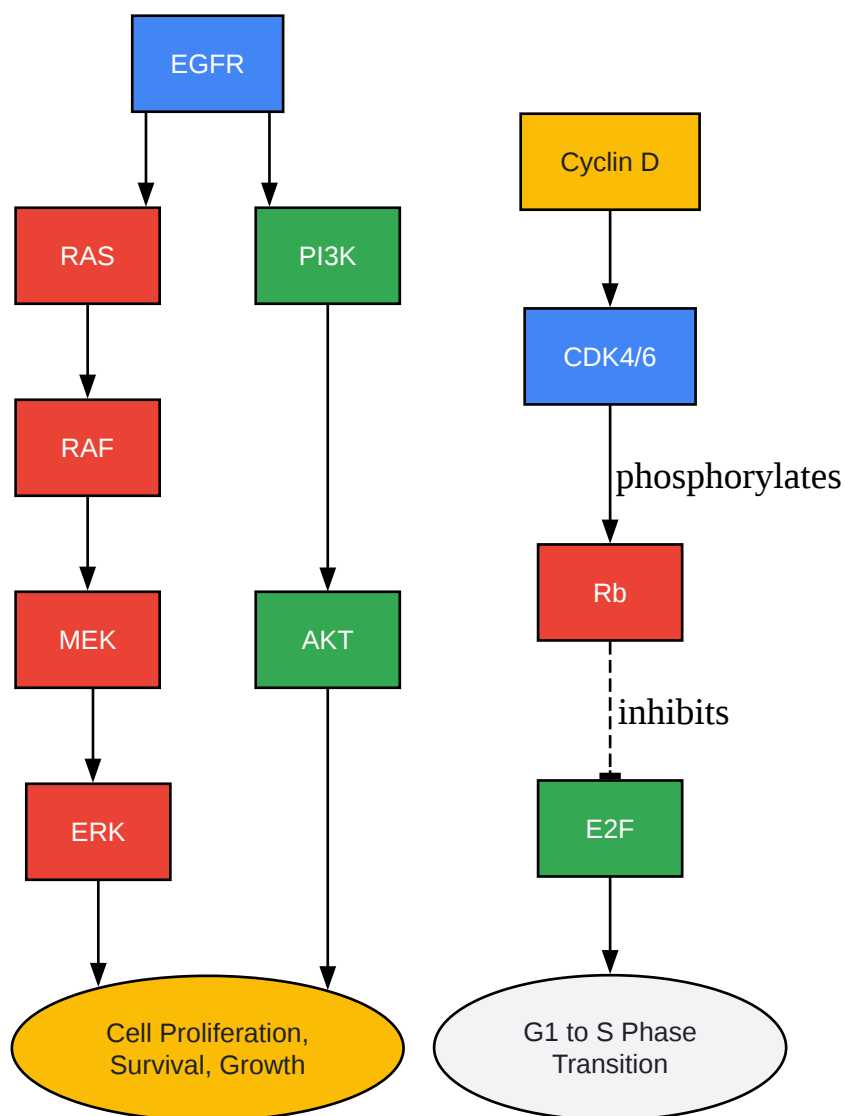 EGFR
RAS
PI3K
RAF
MEK
AKT
ERK
Cell Proliferation,
Survival, Growth
Cyclin D
CDK4/6
phosphorylates
Rb
inhibits
E2F
G1 to S Phase
Transition